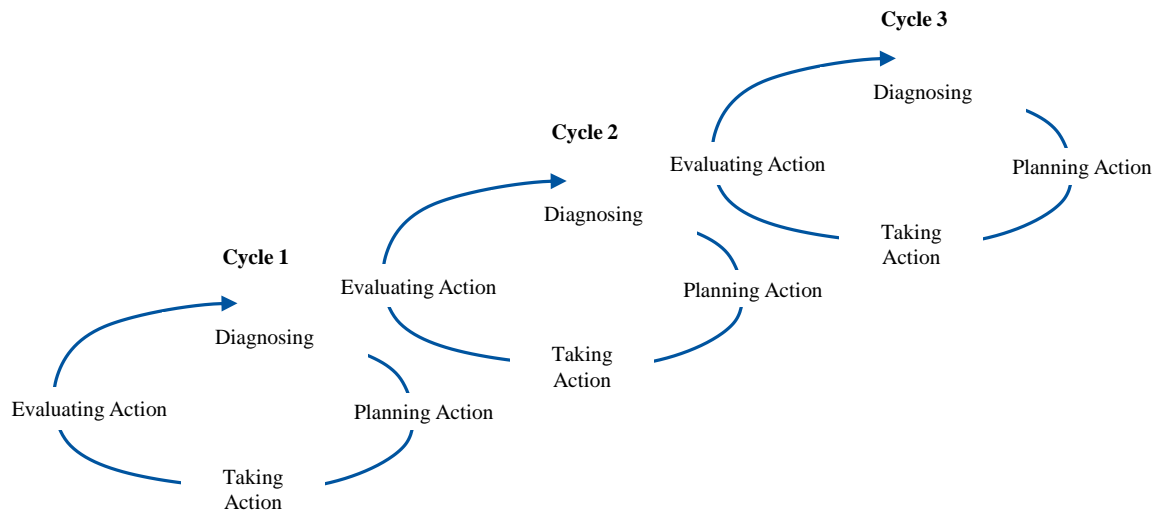 Cycle 3
Diagnosing
Evaluating Action
Planning Action
Taking
Action
Cycle 2
Diagnosing
Evaluating Action
Planning Action
Taking
Action
Cycle 1
Diagnosing
Evaluating Action
Planning Action
Taking
Action